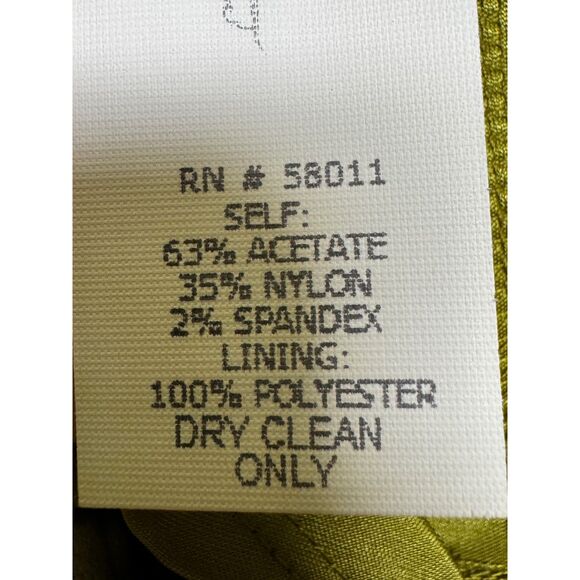 RN # 58011
SELF:
63% ACETATE
35% NYLON
2% SPANDEX
LINING:
100% POLYESTER
DRY CLEAN
ONLY